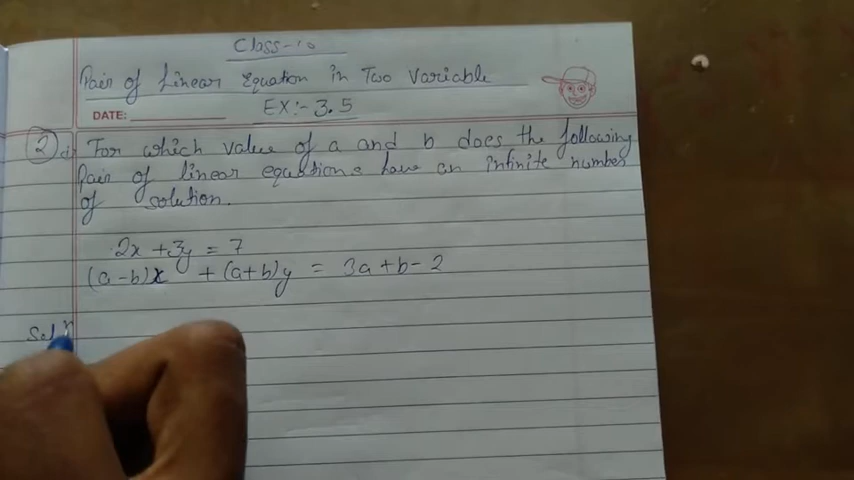 Class-10
Pair of Linear Equation in Two Variable
DATE: EX:- 3.5
2 (i) For which value of a and b does the following
Pair of linear equations have an infinite number
of solution.
2x + 3y = 7
(a-b)x + (a+b)y = 3a+b-2
Solⁿ